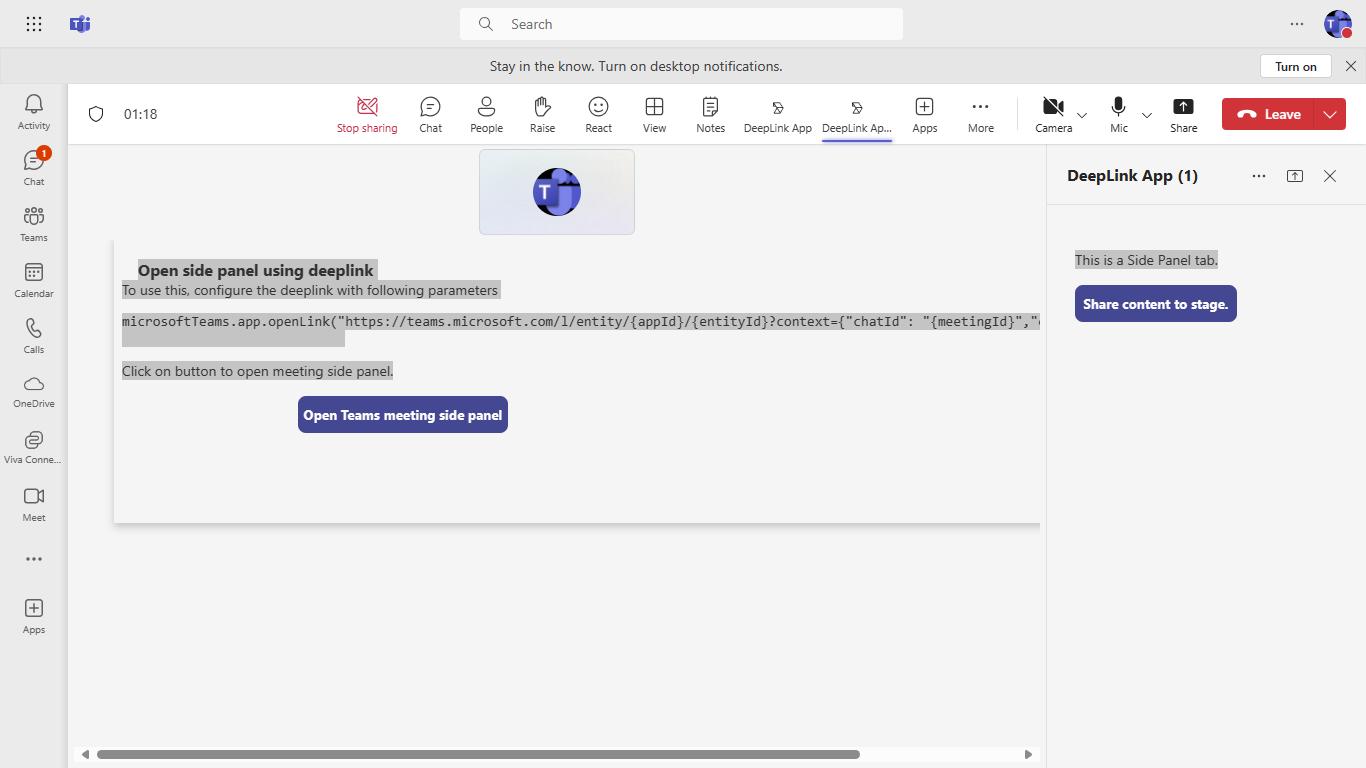 Search
Stay in the know. Turn on desktop notifications.
Turn on
01:18
Stop sharing
Chat
People
Raise
React
View
Notes
DeepLink App
DeepLink Ap...
Apps
More
Camera
Mic
Share
Leave
Activity
1
Chat
Teams
Calendar
Calls
OneDrive
Viva Conne...
Meet
Apps
T
Open side panel using deeplink
To use this, configure the deeplink with following parameters
microsoftTeams.app.openLink("https://teams.microsoft.com/l/entity/{appId}/{entityId}?context={"chatId": "{meetingId}","
Click on button to open meeting side panel.
Open Teams meeting side panel
DeepLink App (1)
This is a Side Panel tab.
Share content to stage.